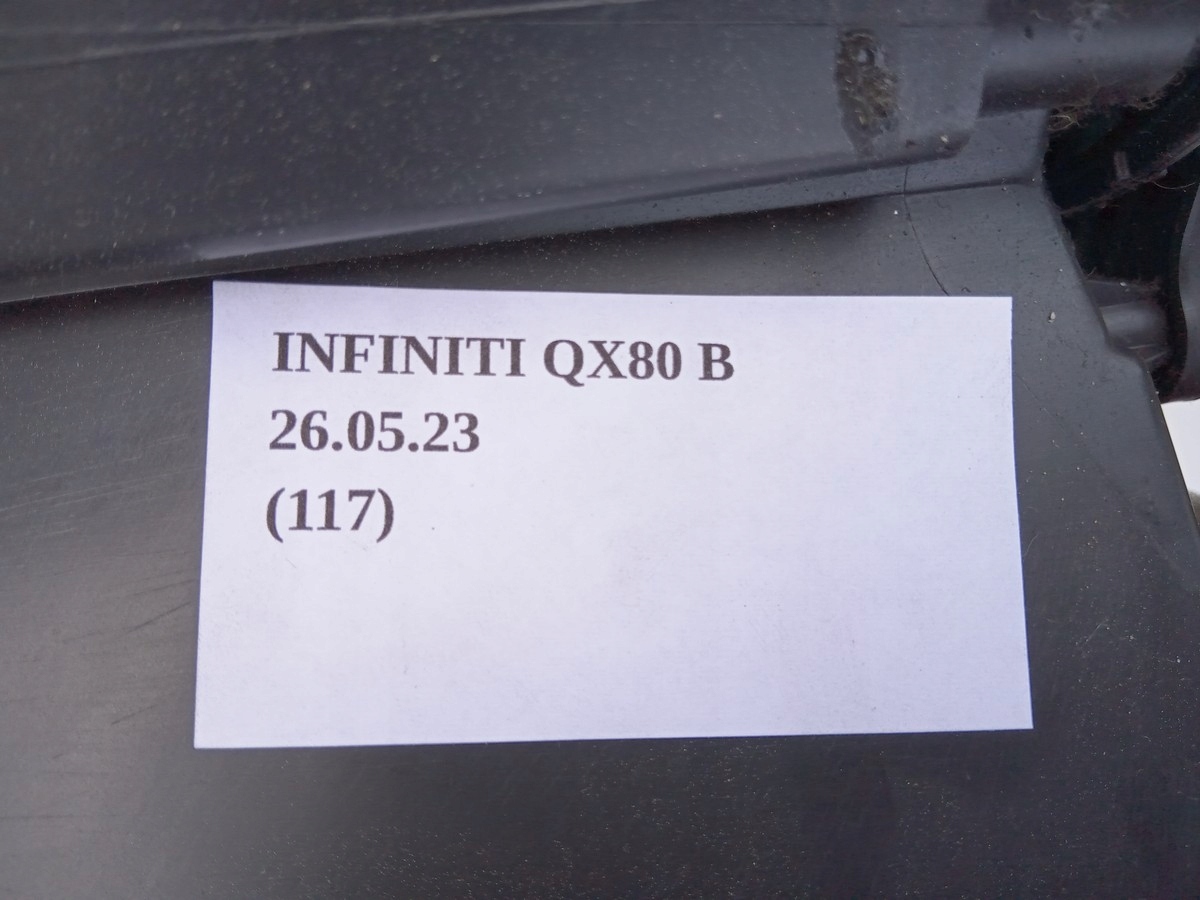 INFINITI QX80 B
26.05.23
(117)